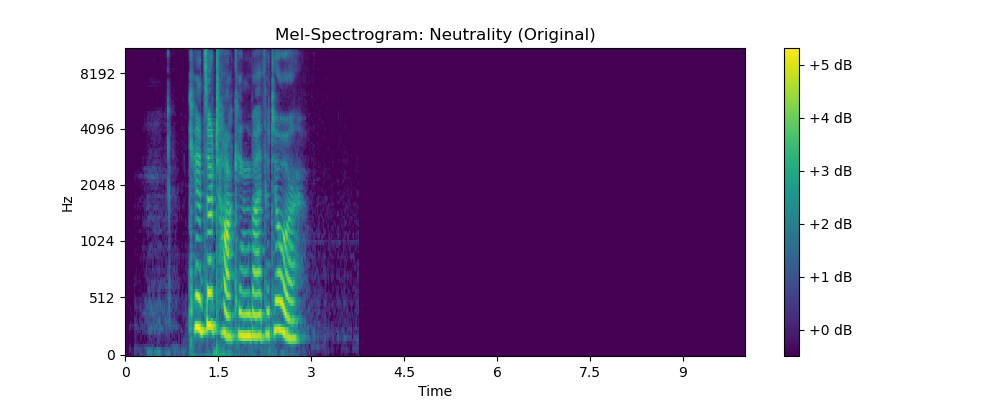 Mel-Spectrogram: Neutrality (Original)
Hz
8192
4096
2048
1024
512
0
0 1.5 3 4.5 6 7.5 9
Time
+5 dB
+4 dB
+3 dB
+2 dB
+1 dB
+0 dB